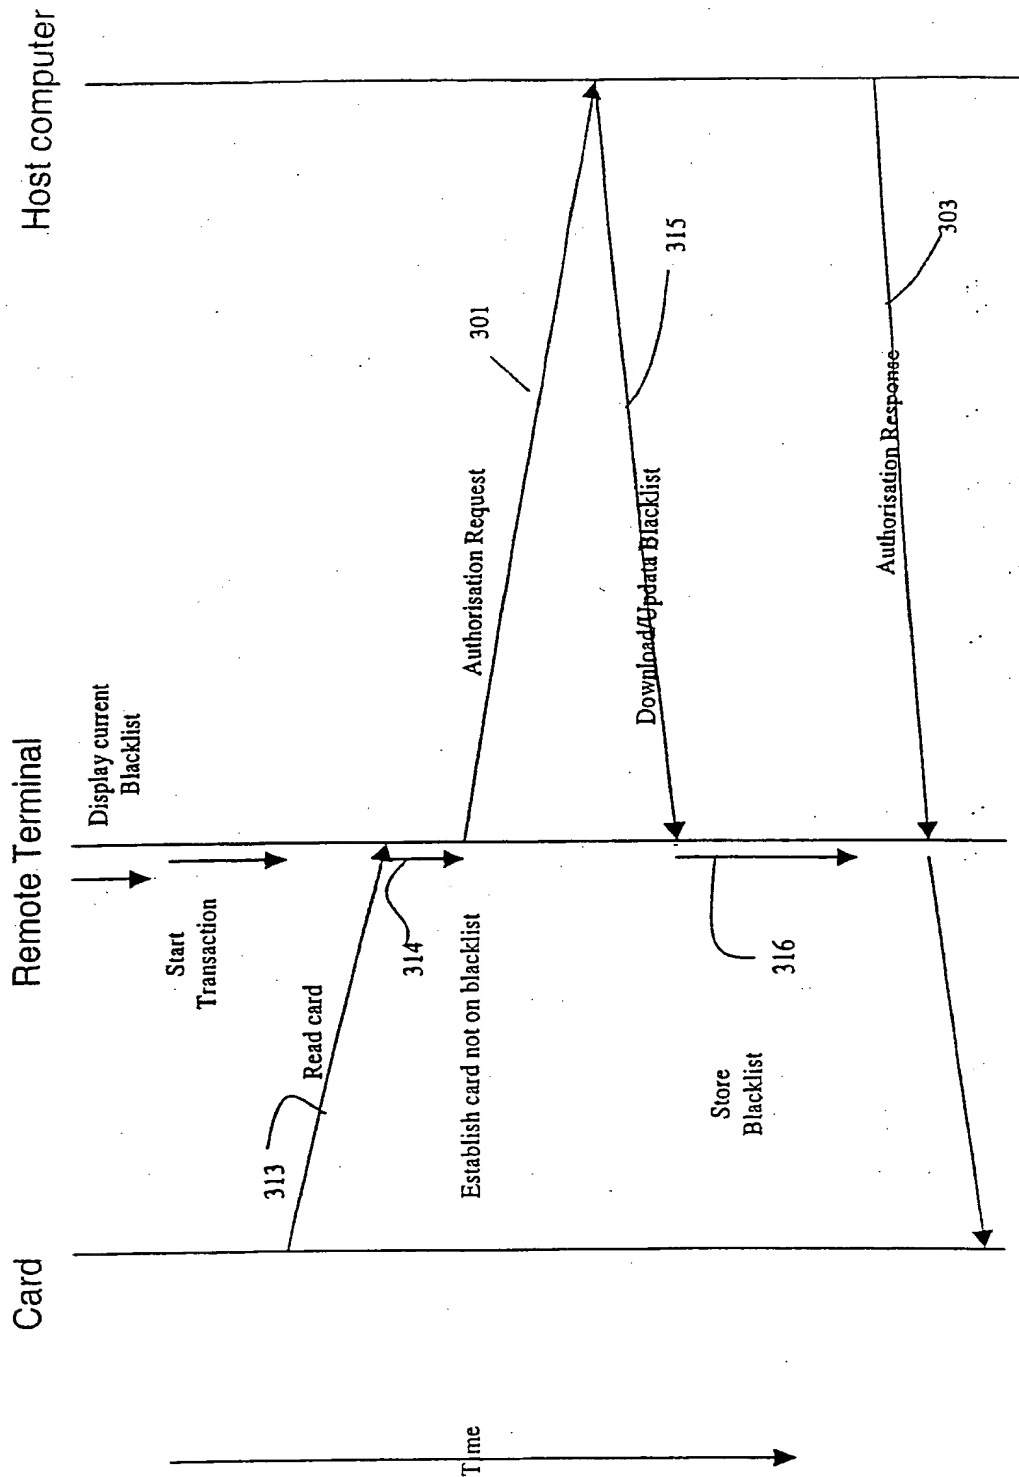 Card
Remote Terminal
Host computer
Time
Display current
Blacklist
Start
Transaction
313
Read card
314
Establish card not on blacklist
Authorisation Request
301
Download/Updata Blacklist
315
Store
Blacklist
316
Authorisation Response
303